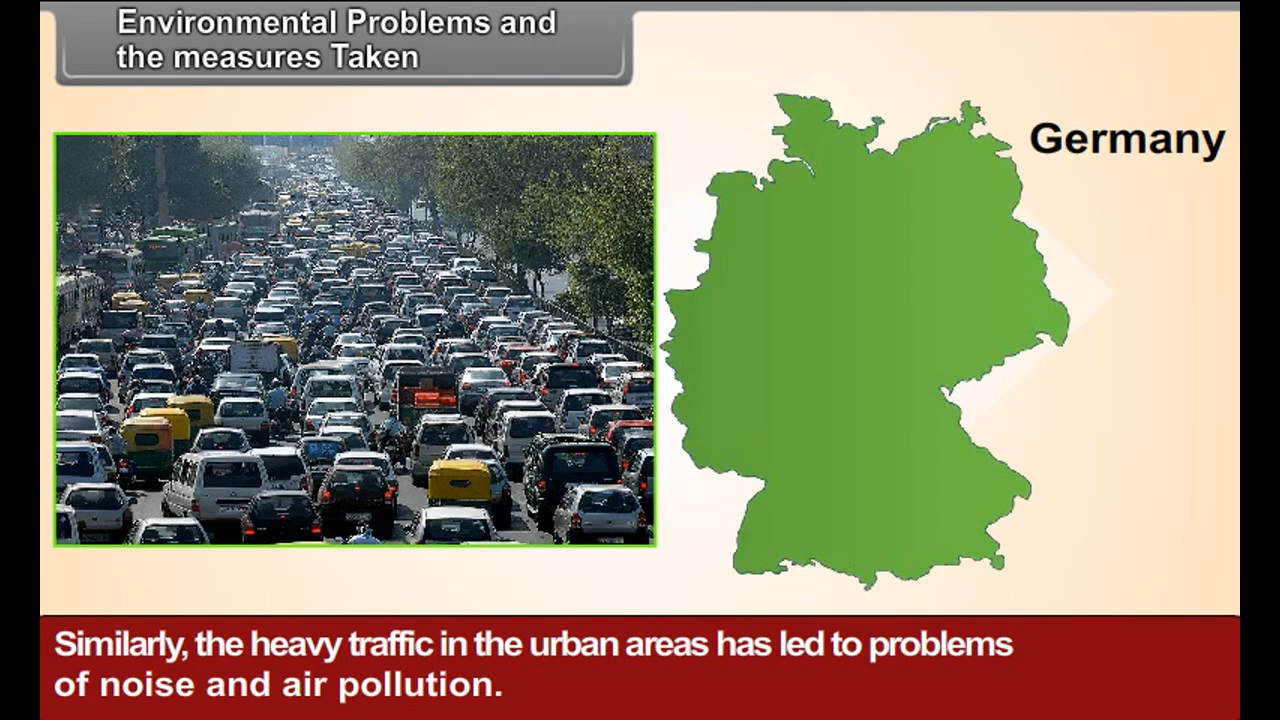 Environmental Problems and
the measures Taken
Germany
Similarly, the heavy traffic in the urban areas has led to problems
of noise and air pollution.